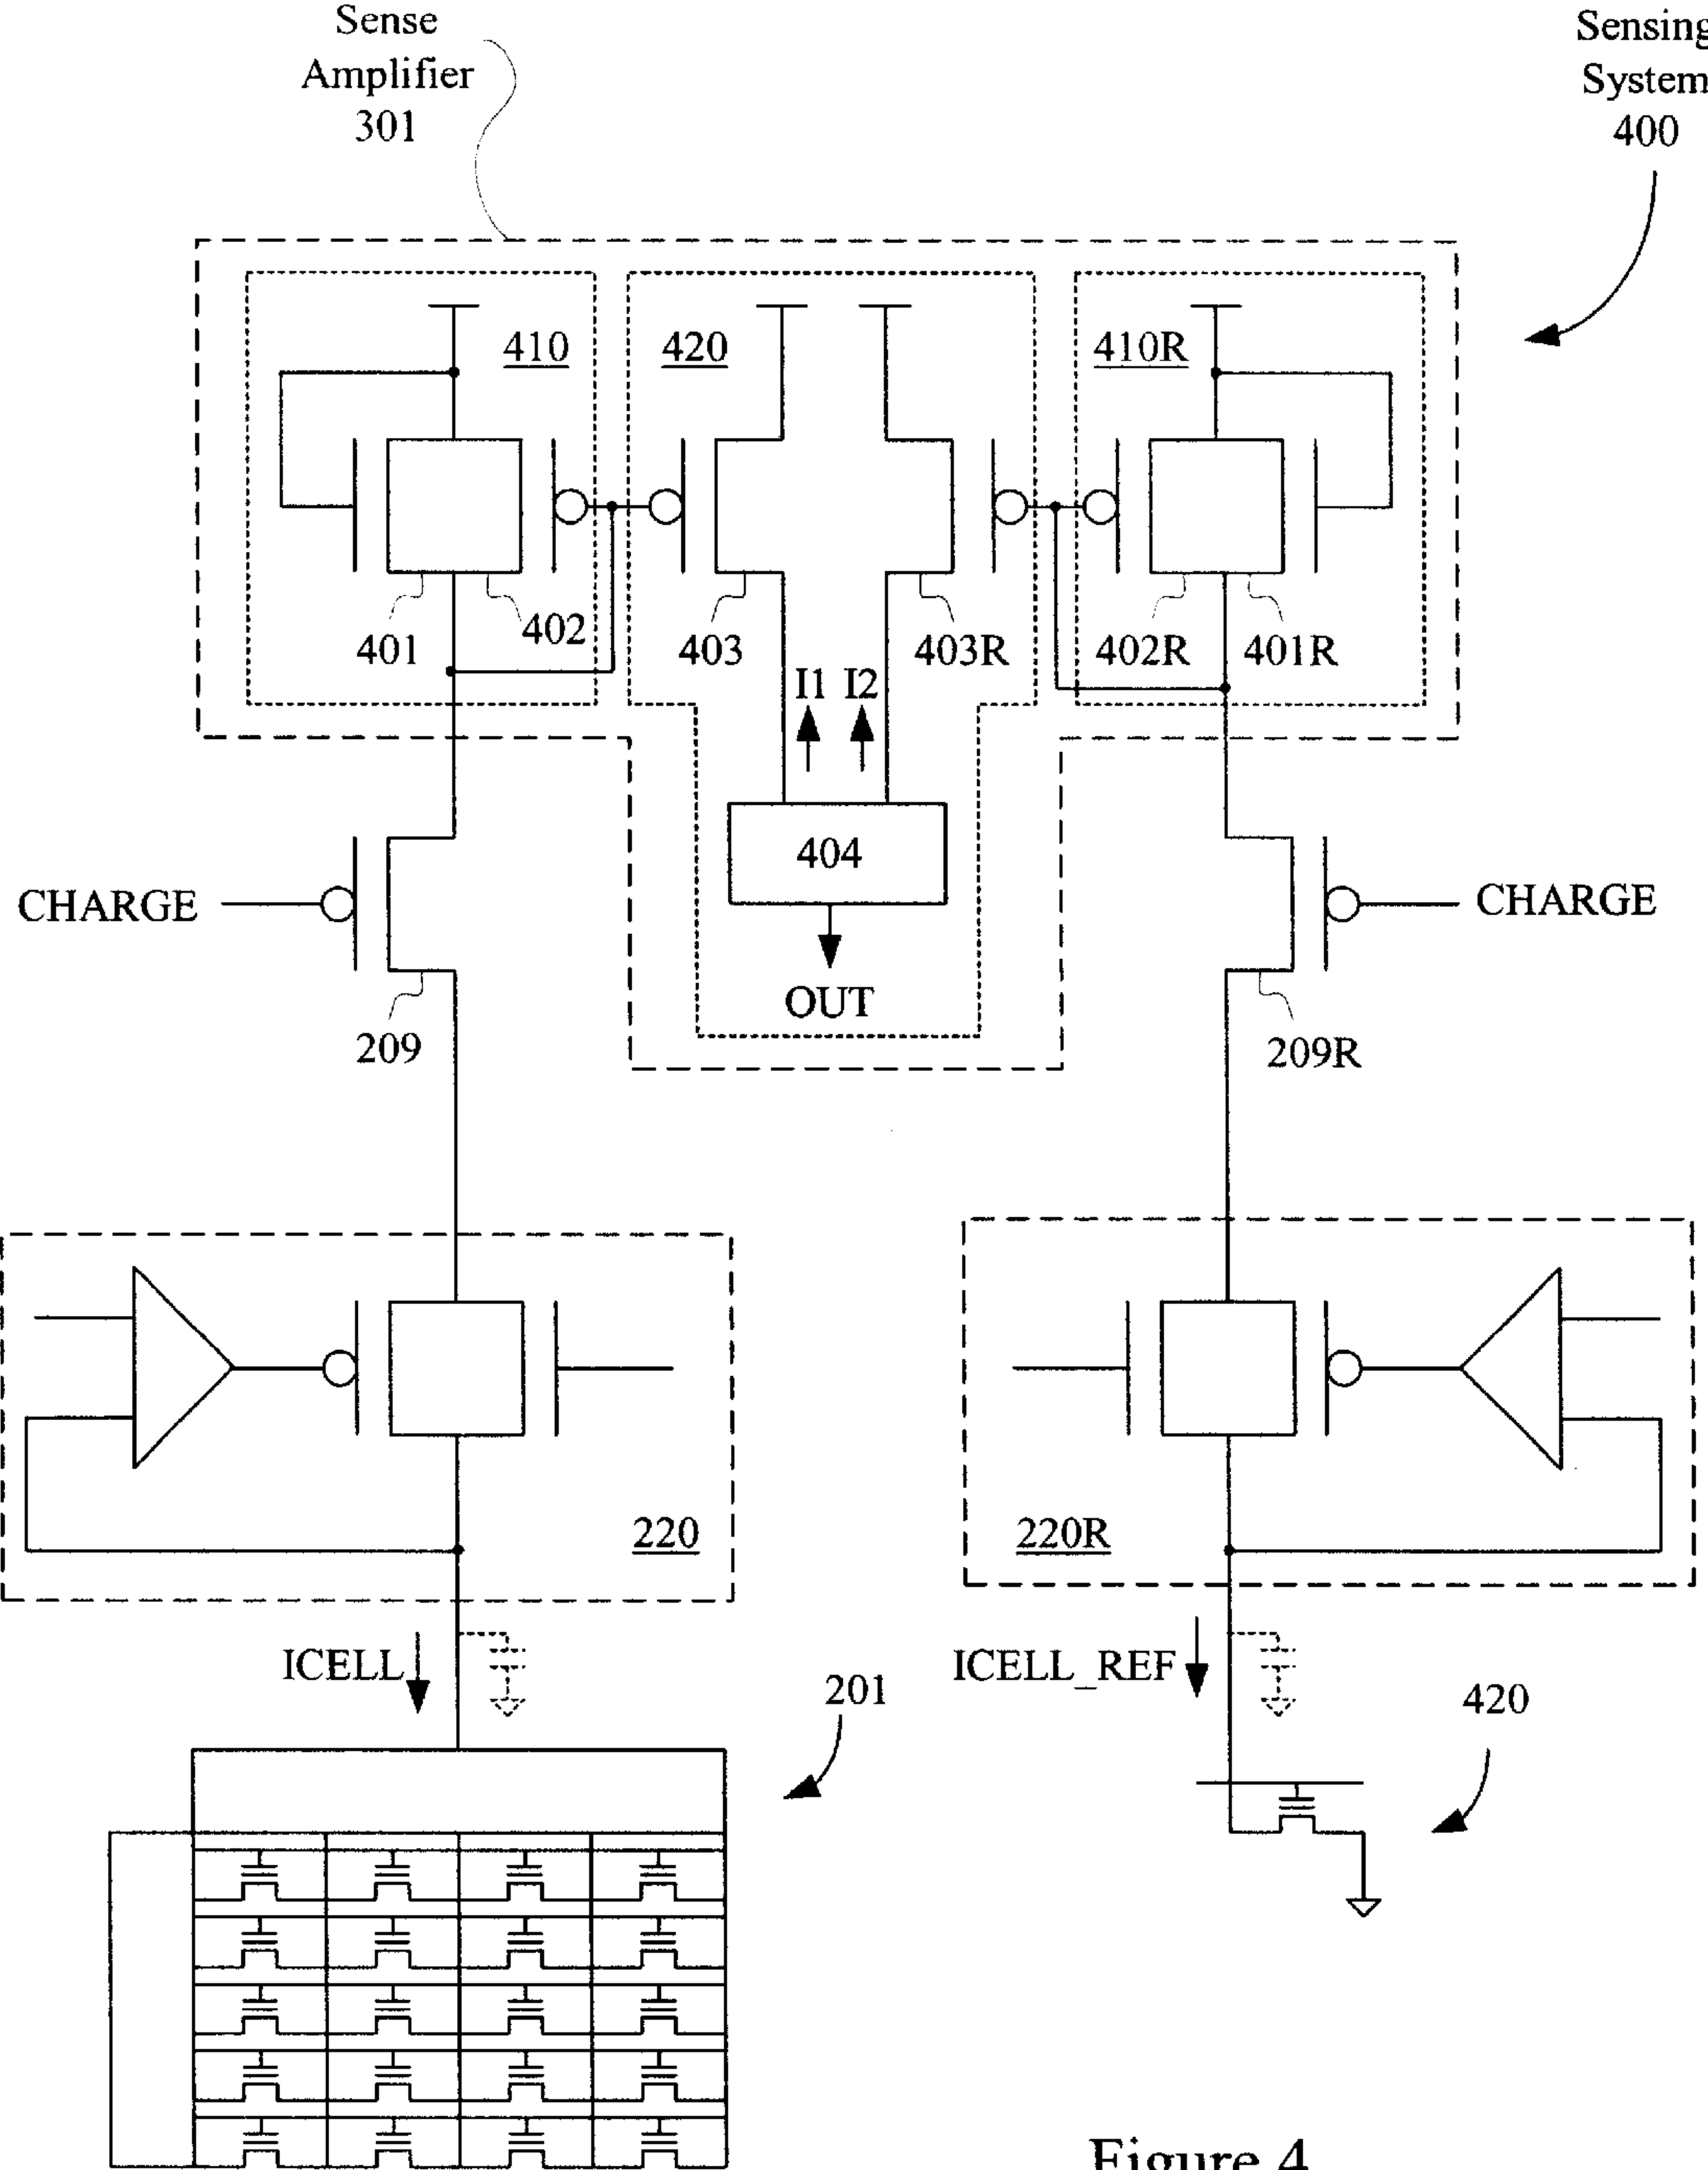 Sense
Amplifier
301
Sensing
System
400
410
420
410R
401
402
403
403R
402R
401R
I1 I2
404
CHARGE
CHARGE
OUT
209
209R
220
220R
ICELL
ICELL_REF
201
420
Figure 4